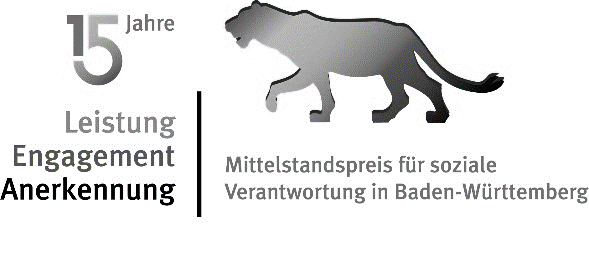 15 Jahre
Leistung
Engagement
Anerkennung
Mittelstandspreis für soziale
Verantwortung in Baden-Württemberg